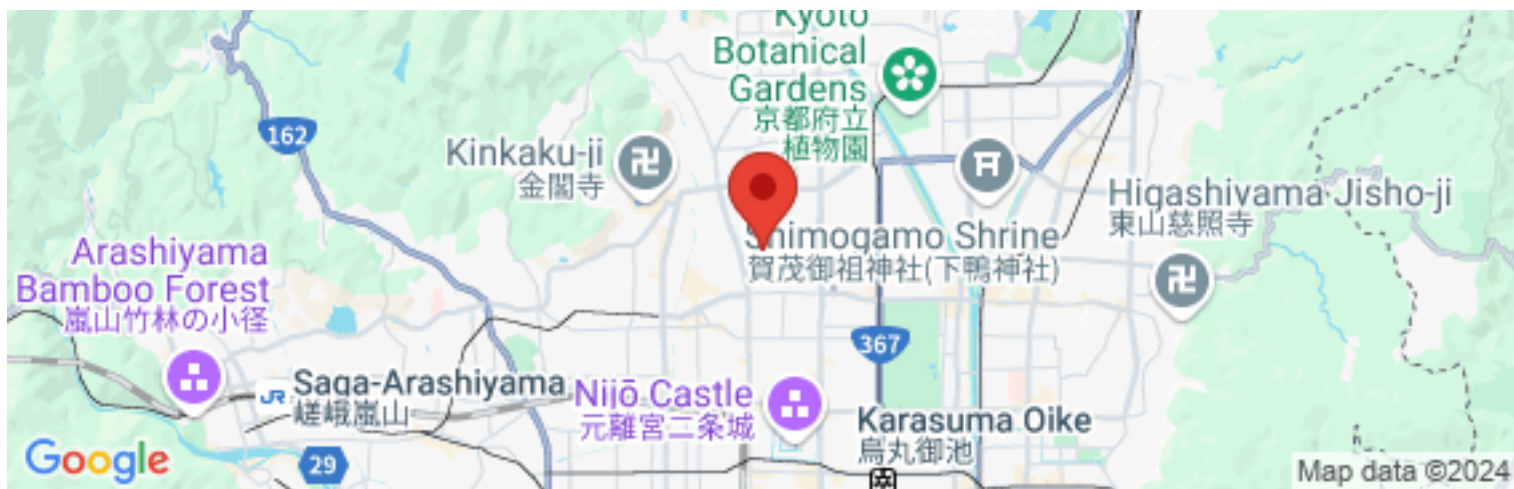 Kyoto
Botanical
Gardens
京都府立
植物園
162
Kinkaku-ji
金閣寺
Higashiyama Jisho-ji
東山慈照寺
Shimogamo Shrine
賀茂御祖神社(下鴨神社)
Arashiyama
Bamboo Forest
嵐山竹林の小径
367
JR
Saga-Arashiyama
嵯峨嵐山
Nijō Castle
元離宮二条城
Karasuma Oike
烏丸御池
29
Google
Map data ©2024